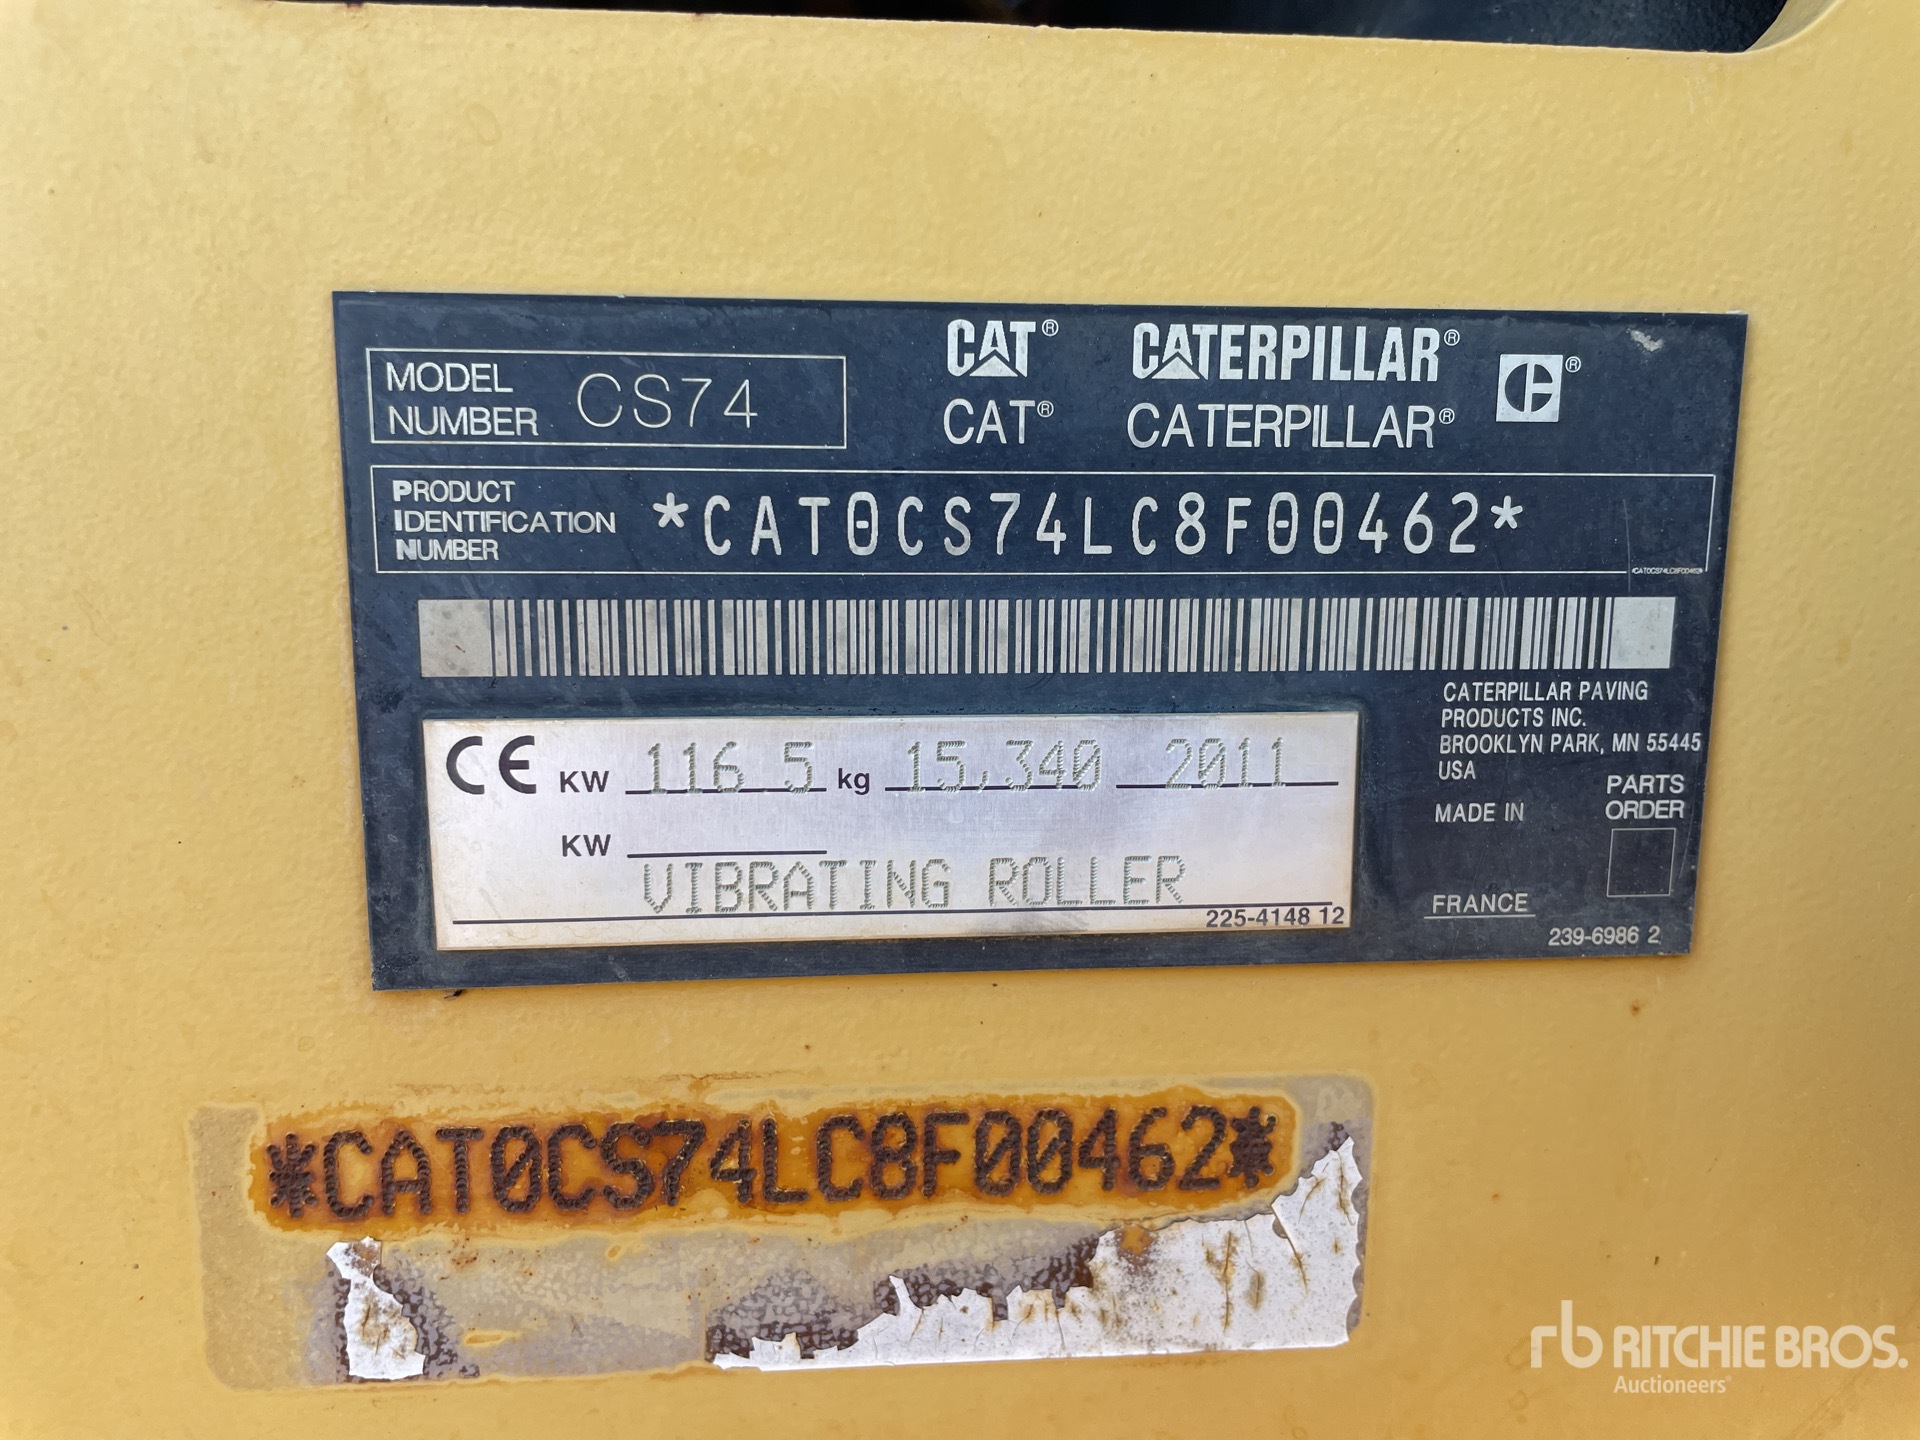 MODEL NUMBER CS74
CAT® CATERPILLAR® ®
CAT® CATERPILLAR®
PRODUCT
IDENTIFICATION
NUMBER
*CAT0CS74LC8F00462*
*CAT0CS74LC8F00462*
CATERPILLAR PAVING
PRODUCTS INC.
BROOKLYN PARK, MN 55445
USA
CE KW 116.5 kg 15,340 2011
KW
VIBRATING ROLLER
225-4148 12
MADE IN
FRANCE
PARTS
ORDER
239-6986 2
*CAT0CS74LC8F00462*
rb RITCHIE BROS.
Auctioneers